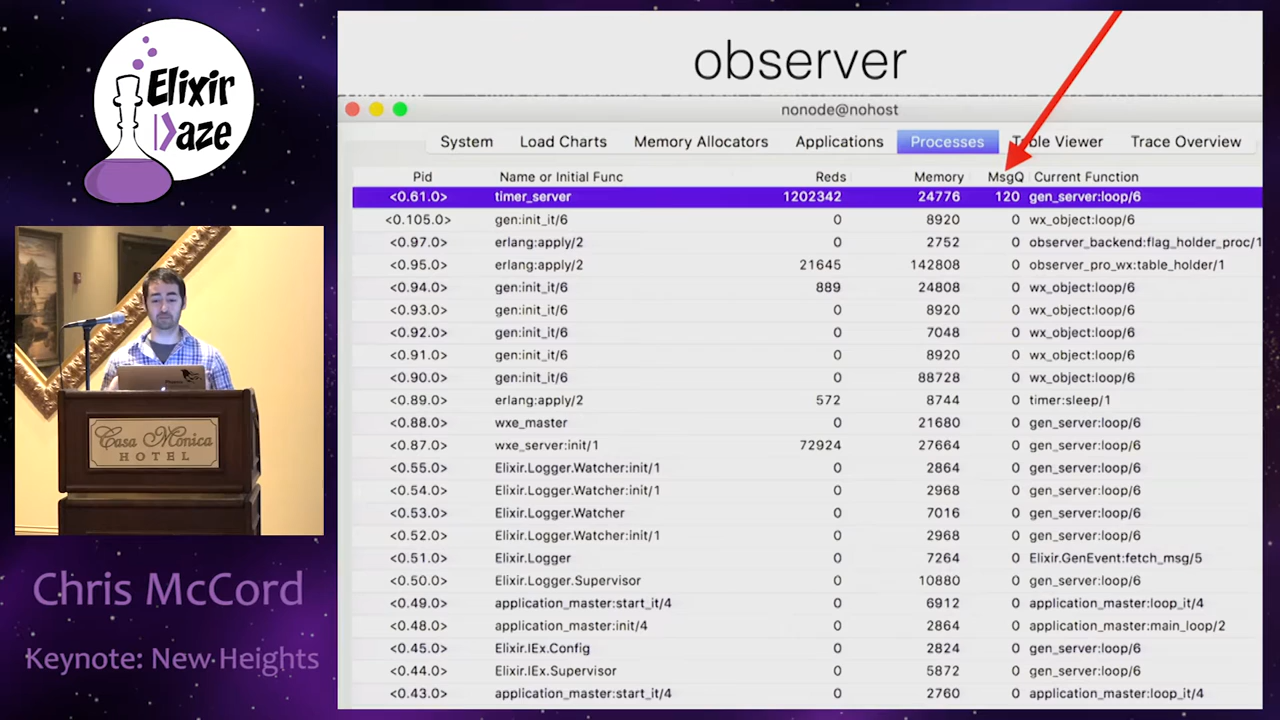 Elixir
Daze
Casa Monica
HOTEL
Chris McCord
Keynote: New Heights
observer
nonode@nohost
System Load Charts Memory Allocators Applications Processes Table Viewer Trace Overview
Pid Name or Initial Func Reds Memory MsgQ Current Function
<0.61.0> timer_server 1202342 24776 120 gen_server:loop/6
<0.105.0> gen:init_it/6 0 8920 0 wx_object:loop/6
<0.97.0> erlang:apply/2 0 2752 0 observer_backend:flag_holder_proc/1
<0.95.0> erlang:apply/2 21645 142808 0 observer_pro_wx:table_holder/1
<0.94.0> gen:init_it/6 889 24808 0 wx_object:loop/6
<0.93.0> gen:init_it/6 0 8920 0 wx_object:loop/6
<0.92.0> gen:init_it/6 0 7048 0 wx_object:loop/6
<0.91.0> gen:init_it/6 0 8920 0 wx_object:loop/6
<0.90.0> gen:init_it/6 0 88728 0 wx_object:loop/6
<0.89.0> erlang:apply/2 572 8744 0 timer:sleep/1
<0.88.0> wxe_master 0 21680 0 gen_server:loop/6
<0.87.0> wxe_server:init/1 72924 27664 0 gen_server:loop/6
<0.55.0> Elixir.Logger.Watcher:init/1 0 2864 0 gen_server:loop/6
<0.54.0> Elixir.Logger.Watcher:init/1 0 2968 0 gen_server:loop/6
<0.53.0> Elixir.Logger.Watcher 0 7016 0 gen_server:loop/6
<0.52.0> Elixir.Logger.Watcher:init/1 0 2968 0 gen_server:loop/6
<0.51.0> Elixir.Logger 0 7264 0 Elixir.GenEvent:fetch_msg/5
<0.50.0> Elixir.Logger.Supervisor 0 10880 0 gen_server:loop/6
<0.49.0> application_master:start_it/4 0 6912 0 application_master:loop_it/4
<0.48.0> application_master:init/4 0 2864 0 application_master:main_loop/2
<0.45.0> Elixir.IEx.Config 0 2824 0 gen_server:loop/6
<0.44.0> Elixir.IEx.Supervisor 0 5872 0 gen_server:loop/6
<0.43.0> application_master:start_it/4 0 2760 0 application_master:loop_it/4